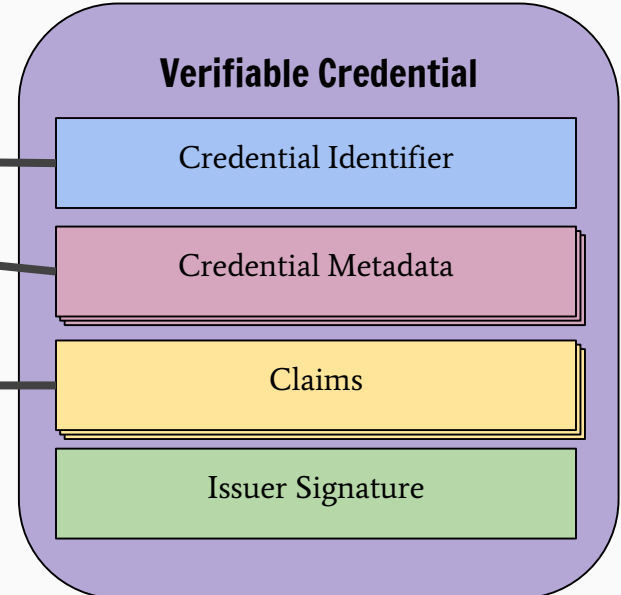 Verifiable Credential
Credential Identifier
Credential Metadata
Claims
Issuer Signature